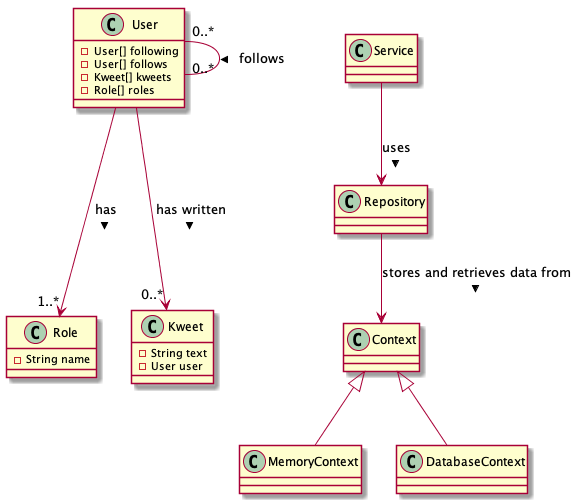 C User
User[] following
User[] follows
Kweet[] kweets
Role[] roles
0..*
0..*
follows
C Service
uses
C Repository
has
has written
stores and retrieves data from
1..*
0..*
C Role
String name
C Kweet
String text
User user
C Context
C MemoryContext
C DatabaseContext